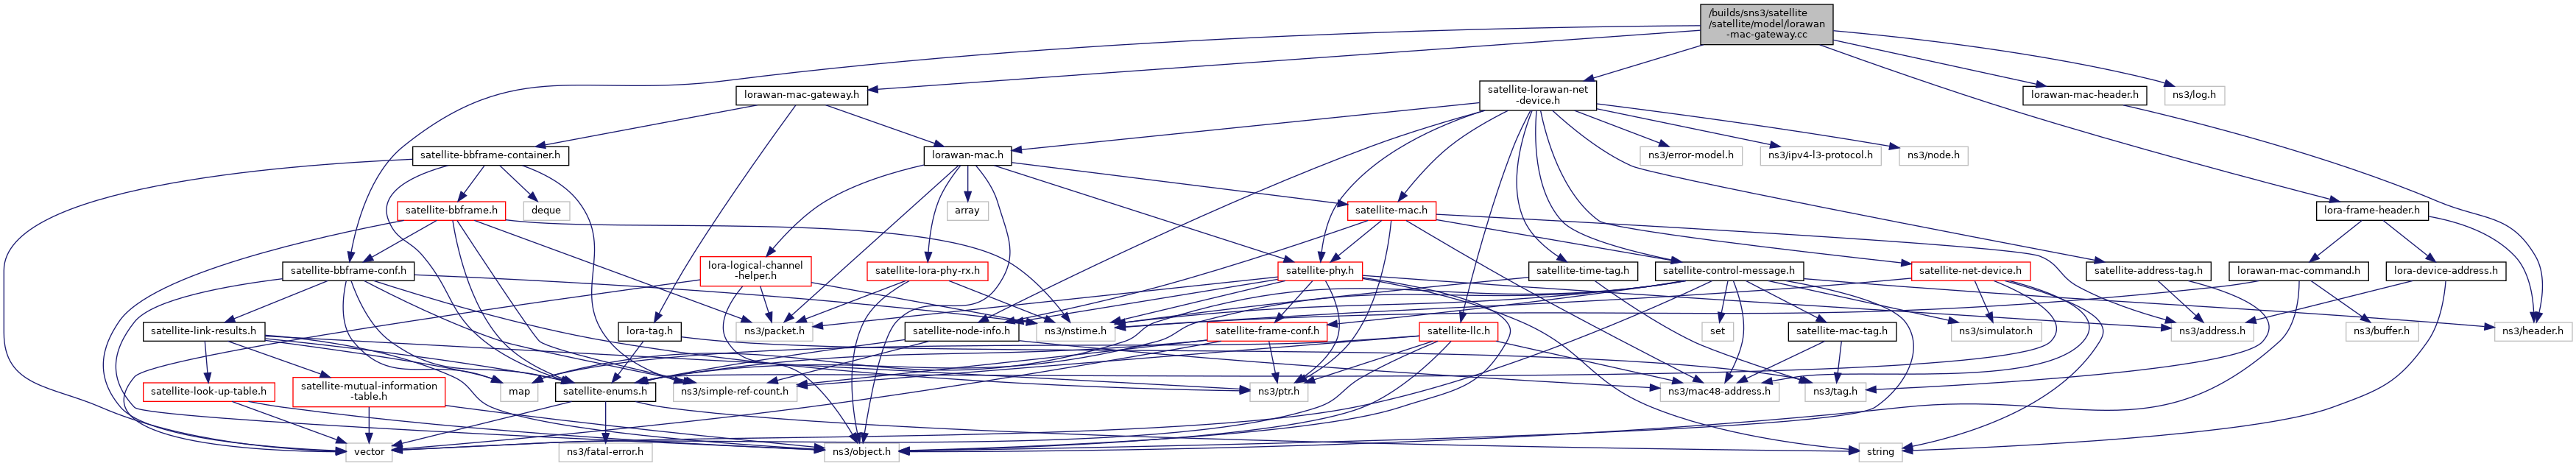 /builds/sns3/satellite
/satellite/model/lorawan
-mac-gateway.cc
lorawan-mac-gateway.h
satellite-lorawan-net
-device.h
lorawan-mac-header.h
ns3/log.h
satellite-bbframe-container.h
lorawan-mac.h
ns3/error-model.h
ns3/ipv4-l3-protocol.h
ns3/node.h
satellite-bbframe.h
deque
array
satellite-mac.h
lora-frame-header.h
satellite-bbframe-conf.h
lora-logical-channel
-helper.h
satellite-lora-phy-rx.h
satellite-phy.h
satellite-time-tag.h
satellite-control-message.h
satellite-net-device.h
satellite-address-tag.h
lorawan-mac-command.h
lora-device-address.h
satellite-link-results.h
lora-tag.h
ns3/packet.h
satellite-node-info.h
ns3/nstime.h
satellite-frame-conf.h
satellite-llc.h
set
satellite-mac-tag.h
ns3/simulator.h
ns3/address.h
ns3/buffer.h
ns3/header.h
satellite-look-up-table.h
satellite-mutual-information
-table.h
map
satellite-enums.h
ns3/simple-ref-count.h
ns3/ptr.h
ns3/mac48-address.h
ns3/tag.h
vector
ns3/fatal-error.h
ns3/object.h
string